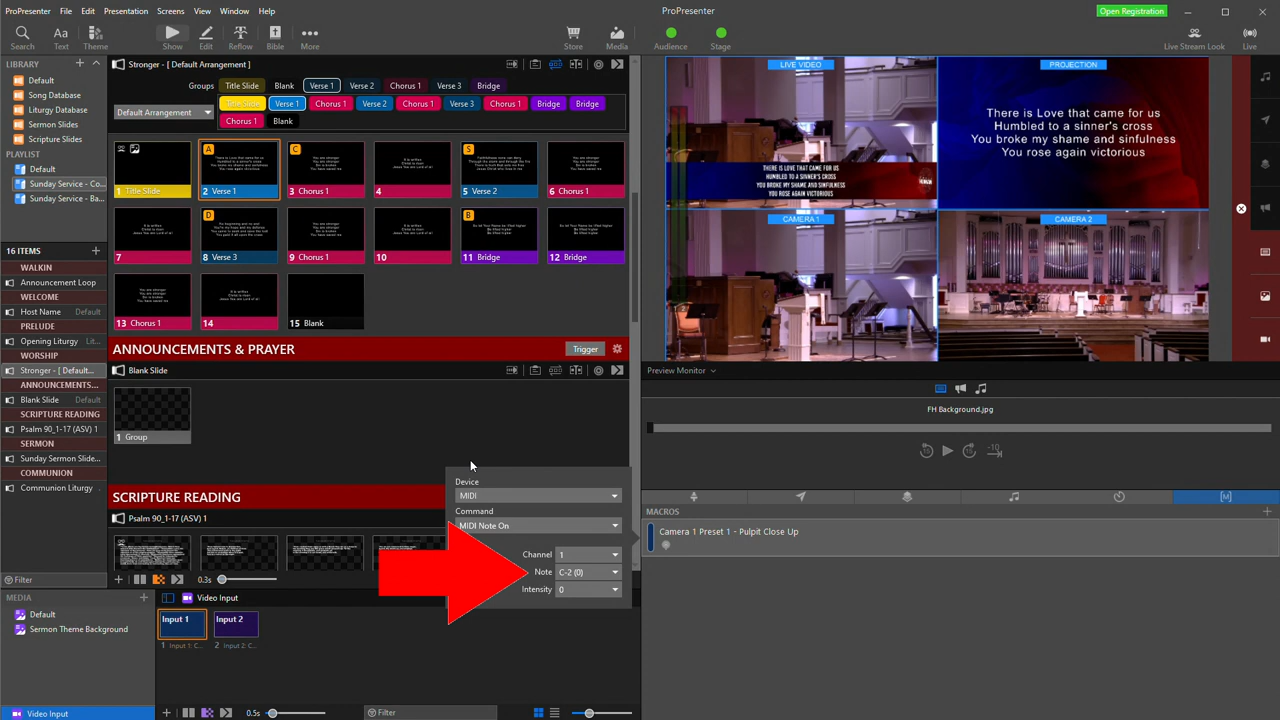 ProPresenter File Edit Presentation Screens View Window Help
ProPresenter
Open Registration
Search Text Theme Show Edit Reflow Bible More Store Media Audience Stage Live Stream Look Live
LIBRARY
Default
Song Database
Liturgy Database
Sermon Slides
Scripture Slides
PLAYLIST
Default
Sunday Service - Co...
Sunday Service - Ba...
16 ITEMS
WALKIN
Announcement Loop
WELCOME
Host Name Default
PRELUDE
Opening Liturgy Lit...
WORSHIP
Stronger - [ Default...
ANNOUNCEMENTS...
Blank Slide Default
SCRIPTURE READING
Psalm 90_1-17 (ASV) 1
SERMON
Sunday Sermon Slide...
COMMUNION
Communion Liturgy
Filter
Stronger - [ Default Arrangement ]
Groups Title Slide Blank Verse 1 Verse 2 Chorus 1 Verse 3 Bridge
Default Arrangement
Title Slide Verse 1 Chorus 1 Verse 2 Chorus 1 Verse 3 Chorus 1 Bridge Bridge
Chorus 1 Blank
A C S
1 Title Slide 2 Verse 1 3 Chorus 1 4 5 Verse 2 6 Chorus 1
D B
7 8 Verse 3 9 Chorus 1 10 11 Bridge 12 Bridge
13 Chorus 1 14 15 Blank
ANNOUNCEMENTS & PRAYER Trigger
Blank Slide
1 Group
SCRIPTURE READING
Psalm 90_1-17 (ASV) 1
0.3s
Device
MIDI
Command
MIDI Note On
Channel 1
Note C-2 (0)
Intensity 0
MEDIA
Default
Sermon Theme Background
Video Input
Video Input
Input 1 Input 2
1 Input 1: C... 2 Input 2: C...
0.5s Filter
LIVE VIDEO
THERE IS LOVE THAT CAME FOR US
HUMBLED TO A SINNER'S CROSS
YOU BROKE MY SHAME AND SINFULNESS
YOU ROSE AGAIN VICTORIOUS
PROJECTION
There is Love that came for us
Humbled to a sinner's cross
You broke my shame and sinfulness
You rose again victorious
CAMERA 1
CAMERA 2
Preview Monitor
FH Background.jpg
15 30 -10
[M]
MACROS
Camera 1 Preset 1 - Pulpit Close Up